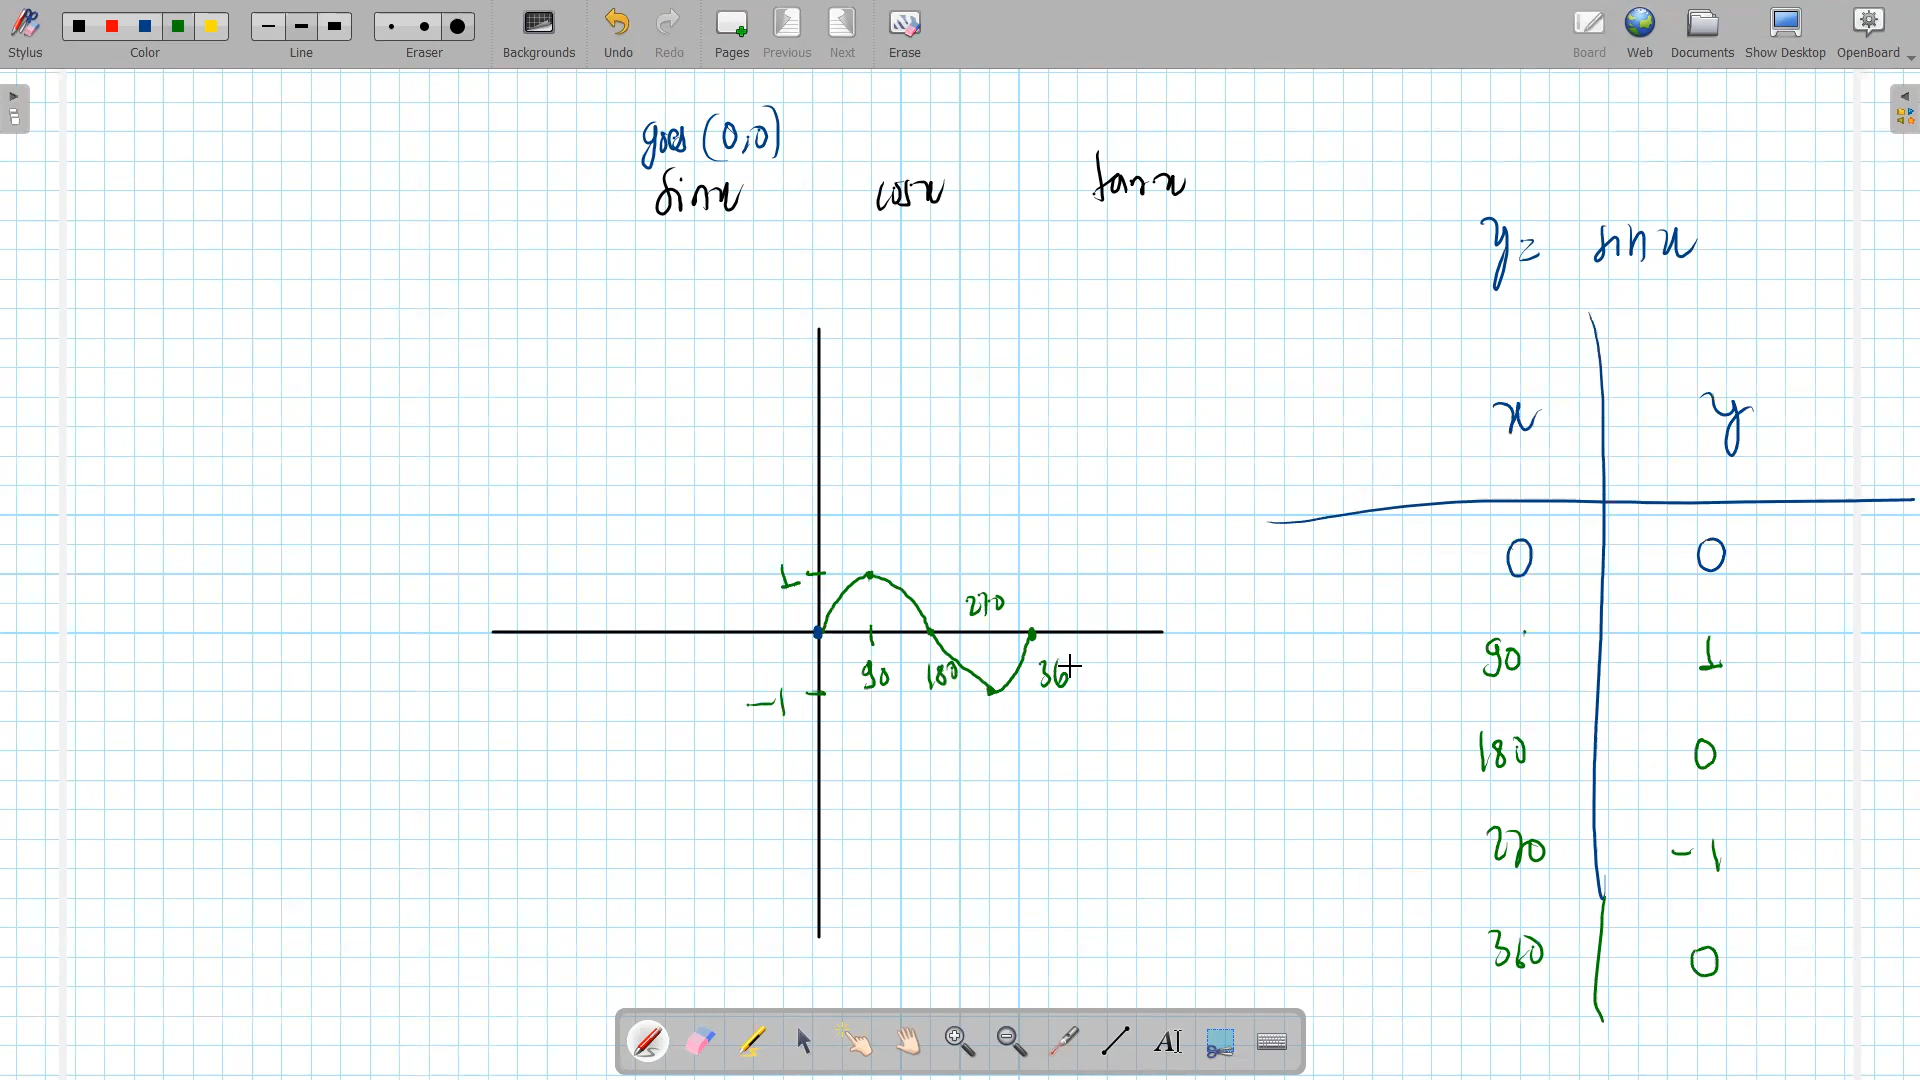 Stylus Color Line Eraser Backgrounds Undo Redo Pages Previous Next Erase Board Web Documents Show Desktop OpenBoard
goes (0,0)
sinx cosx tanx
y= sin x
x y
0 0
90 1
180 0
270 -1
360 0
1
270
90 180 36
-1